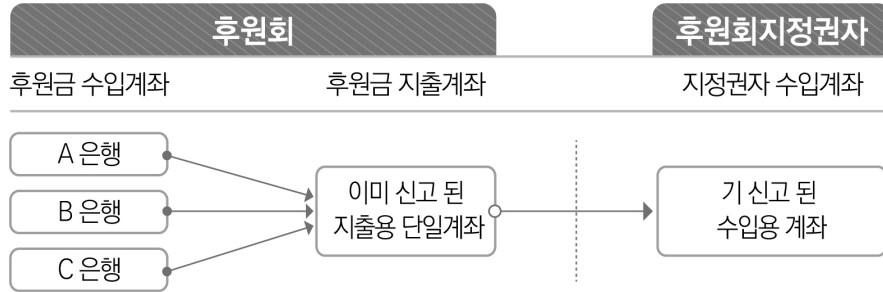 후원회
후원회지정권자
후원금 수입계좌
후원금 지출계좌
지정권자 수입계좌
A 은행
B 은행
C 은행
이미 신고 된
지출용 단일계좌
기 신고 된
수입용 계좌